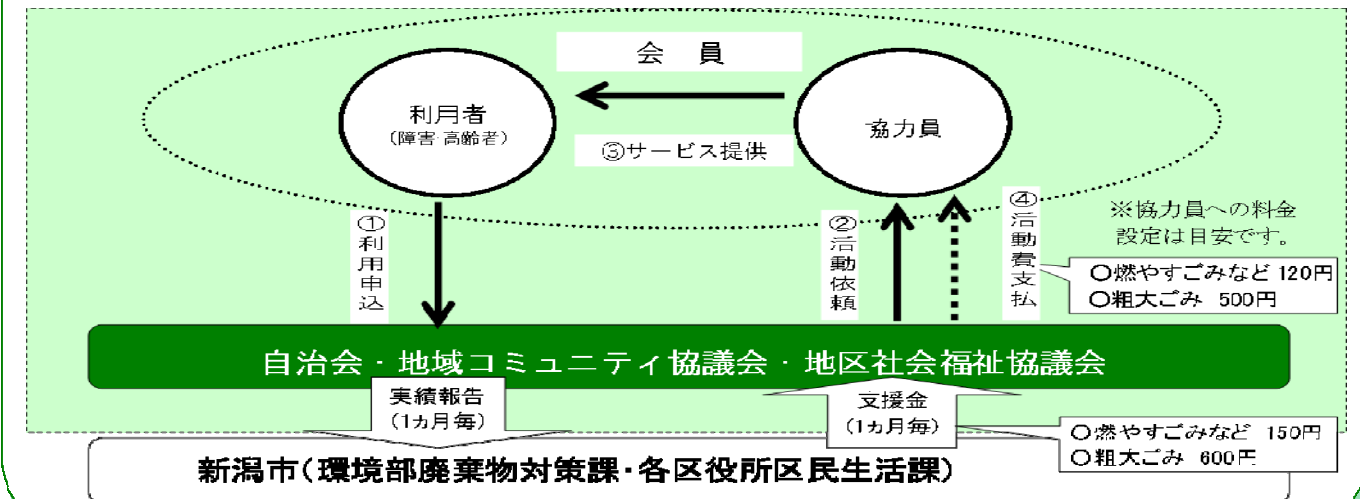 会 員
利用者
（障害・高齢者）
協力員
③サービス提供
①利用申込
②活動依頼
④活動費支払
※協力員への料金
設定は目安です。
○燃やすごみなど 120円
○粗大ごみ 500円
自治会・地域コミュニティ協議会・地区社会福祉協議会
実績報告
（1ヵ月毎）
支援金
（1ヵ月毎）
○燃やすごみなど 150円
○粗大ごみ 600円
新潟市（環境部廃棄物対策課・各区役所区民生活課）